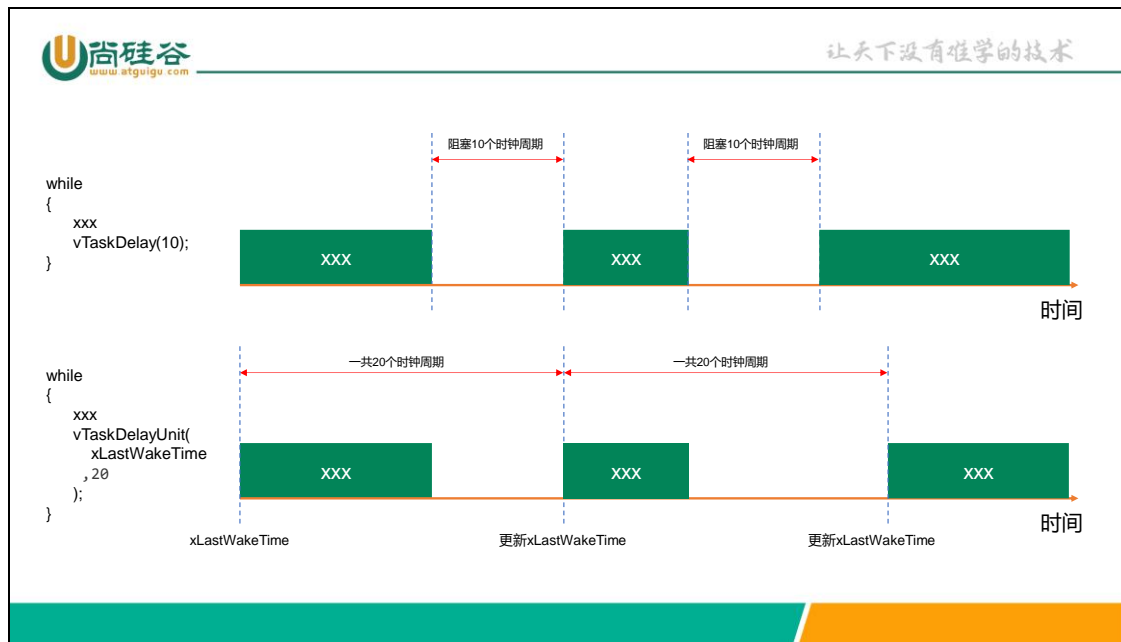 尚硅谷
www.atguigu.com
让天下没有难学的技术
阻塞10个时钟周期
阻塞10个时钟周期
while
{
xxx
vTaskDelay(10);
}
XXX
XXX
XXX
时间
一共20个时钟周期
一共20个时钟周期
while
{
xxx
vTaskDelayUnit(
xLastWakeTime
,20
);
}
XXX
XXX
XXX
时间
xLastWakeTime
更新xLastWakeTime
更新xLastWakeTime